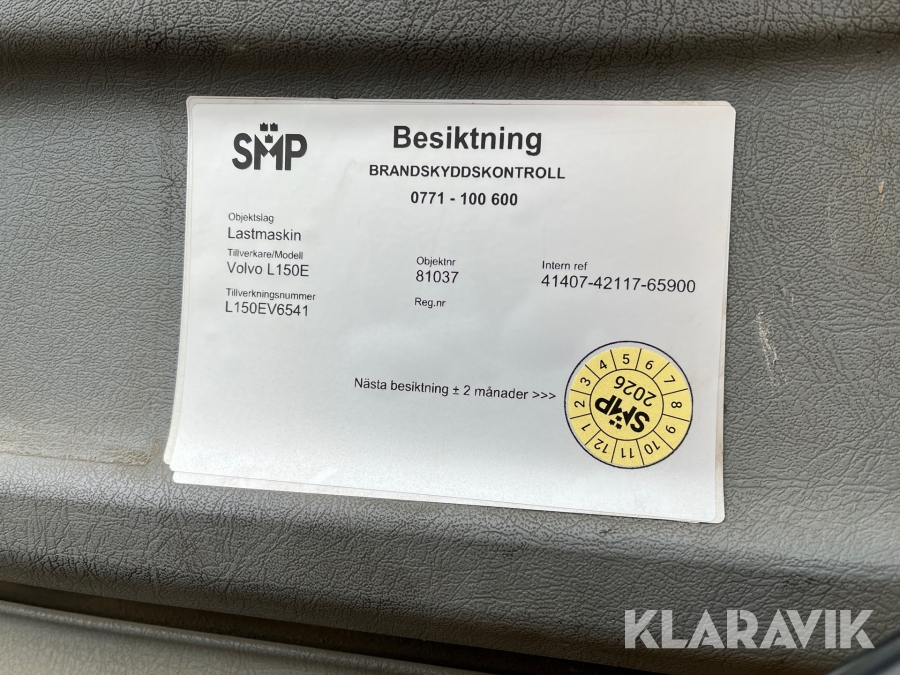 SMP
Besiktning
BRANDSKYDDSKONTROLL
0771 - 100 600
Objektslag
Lastmaskin
Tillverkare/Modell
Volvo L150E
Objektnr
81037
Intern ref
41407-42117-65900
Tillverkningsnummer
L150EV6541
Reg.nr
Nästa besiktning ± 2 månader >>>
1 2 3 4 5 6 7 8 9 10 11 12
2026
SMP
KLARAVIK